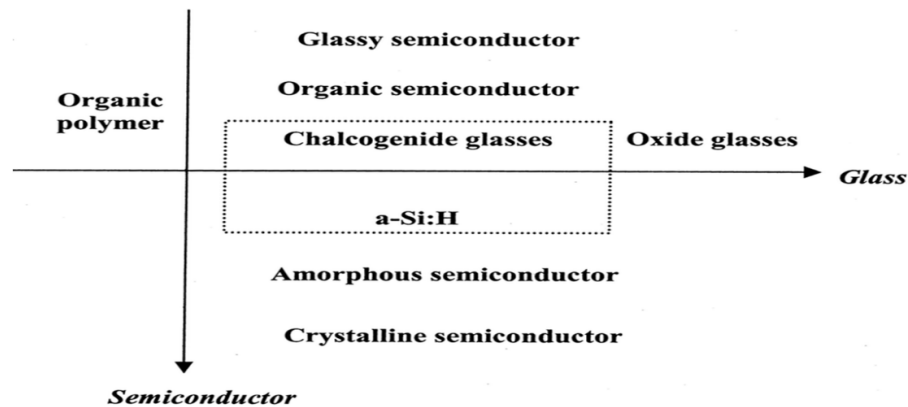 Glassy semiconductor
Organic semiconductor
Organic
polymer
Chalcogenide glasses
Oxide glasses
Glass
a-Si:H
Amorphous semiconductor
Crystalline semiconductor
Semiconductor